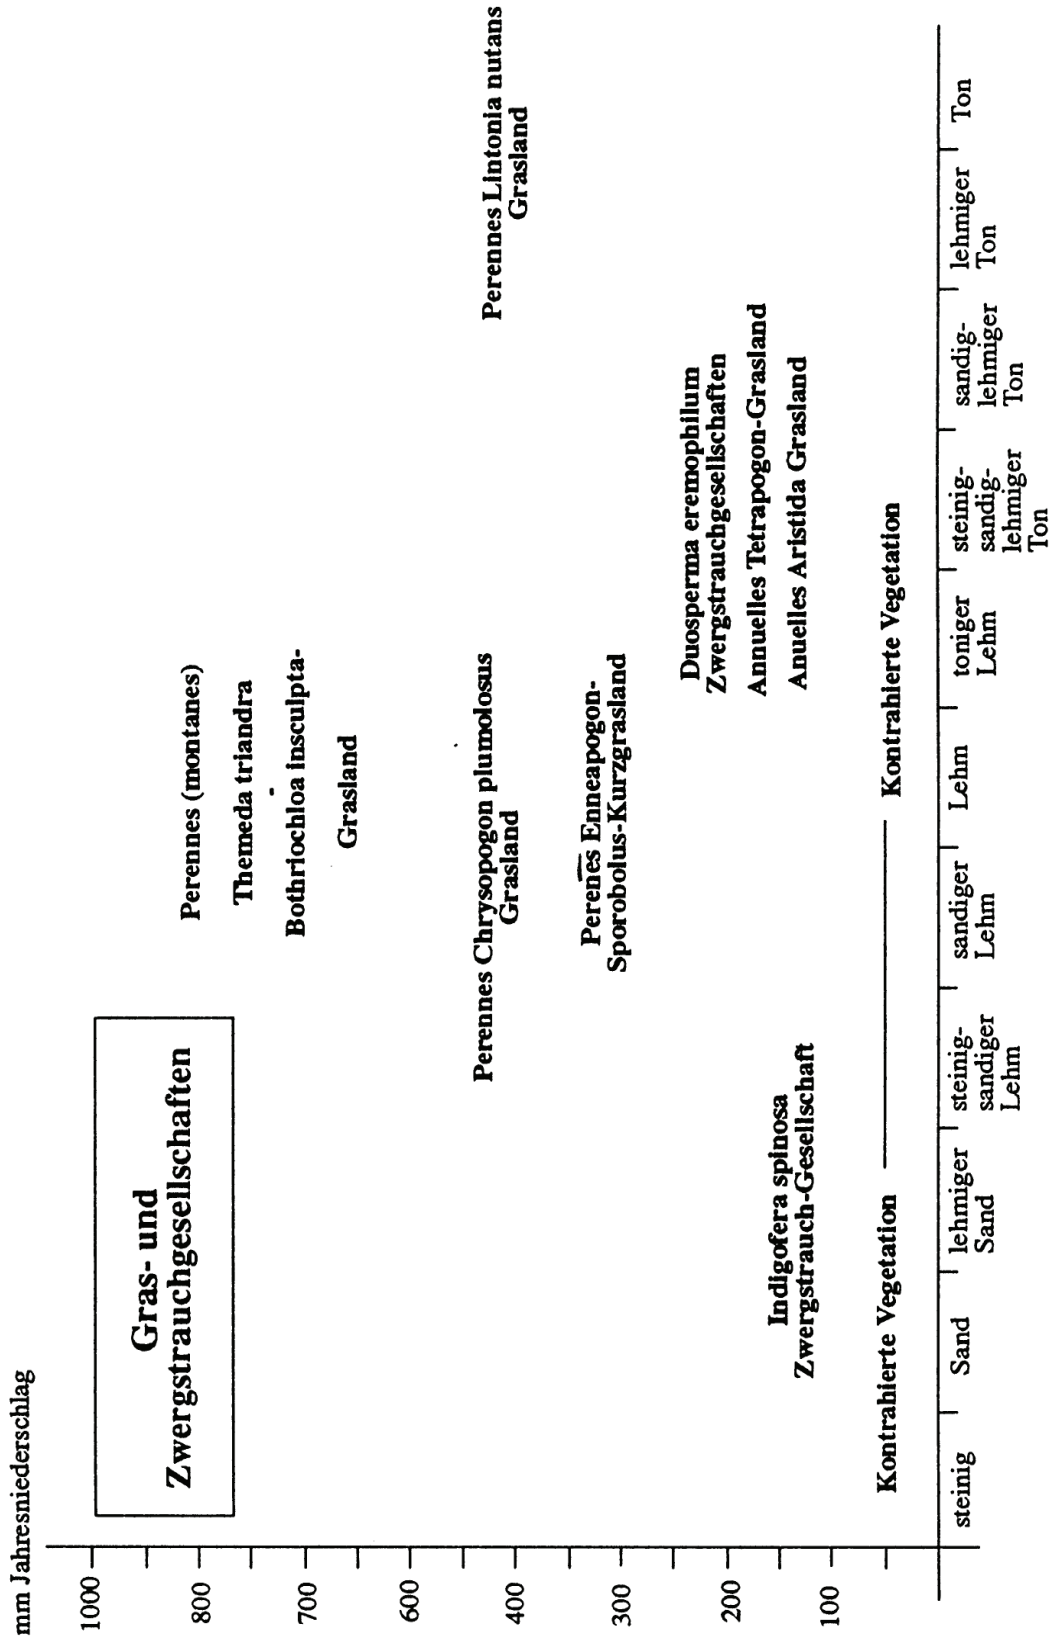 mm Jahresniederschlag
Gras- und
Zwergstrauchgesellschaften
1000
800
700
600
400
300
200
100
Perennes (montanes)
Themeda triandra
-
Bothriochloa insculpta-
Grasland
Perennes Chrysopogon plumolosus
Grasland
Perennes Lintonia nutans
Grasland
Perenes Enneapogon-
Sporobolus-Kurzgrasland
Duosperma eremophilum
Zwergstrauchgesellschaften
Annuelles Tetrapogon-Grasland
Anuelles Aristida Grasland
Indigofera spinosa
Zwergstrauch-Gesellschaft
Kontrahierte Vegetation
Kontrahierte Vegetation
steinig
Sand
lehmiger
Sand
steinig-
sandiger
Lehm
sandiger
Lehm
Lehm
toniger
Lehm
steinig-
sandig-
lehmiger
Ton
sandig-
lehmiger
Ton
lehmiger
Ton
Ton